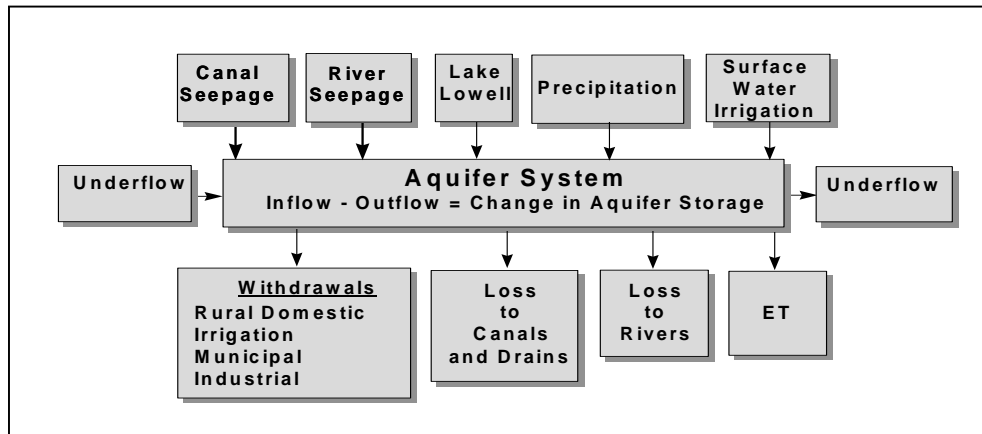 Canal
Seepage
River
Seepage
Lake
Lowell
Precipitation
Surface
Water
Irrigation
Underflow
Aquifer System
Inflow - Outflow = Change in Aquifer Storage
Underflow
Withdrawals
Rural Domestic
Irrigation
Municipal
Industrial
Loss
to
Canals
and Drains
Loss
to
Rivers
ET